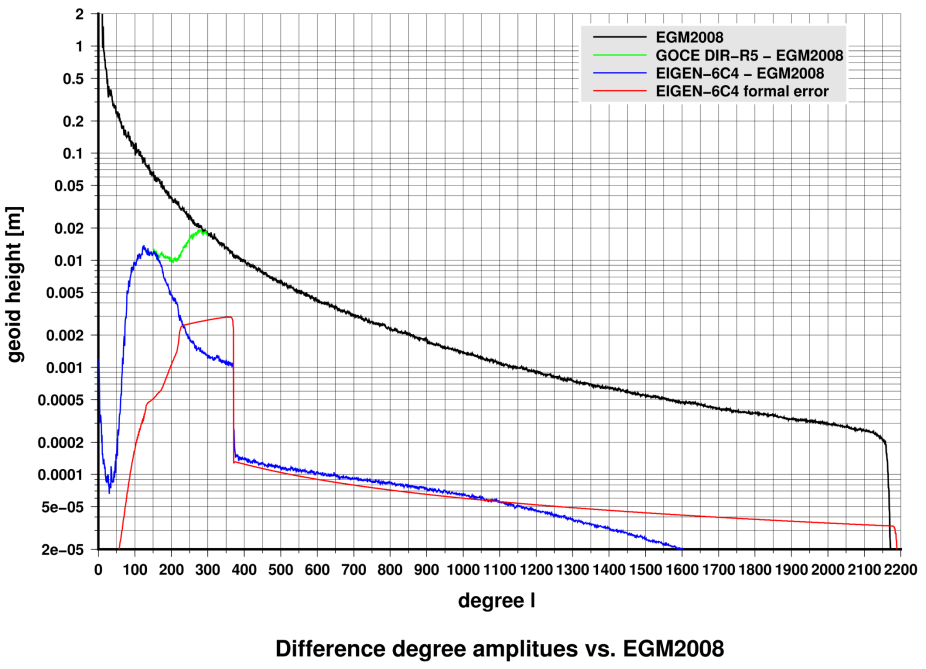 EGM2008
GOCE DIR−R5 − EGM2008
EIGEN−6C4 − EGM2008
EIGEN−6C4 formal error
geoid height [m]
2
1
0.5
0.2
0.1
0.05
0.02
0.01
0.005
0.002
0.001
0.0005
0.0002
0.0001
5e−05
2e−05
0 100 200 300 400 500 600 700 800 900 1000 1100 1200 1300 1400 1500 1600 1700 1800 1900 2000 2100 2200
degree l
Difference degree amplitues vs. EGM2008